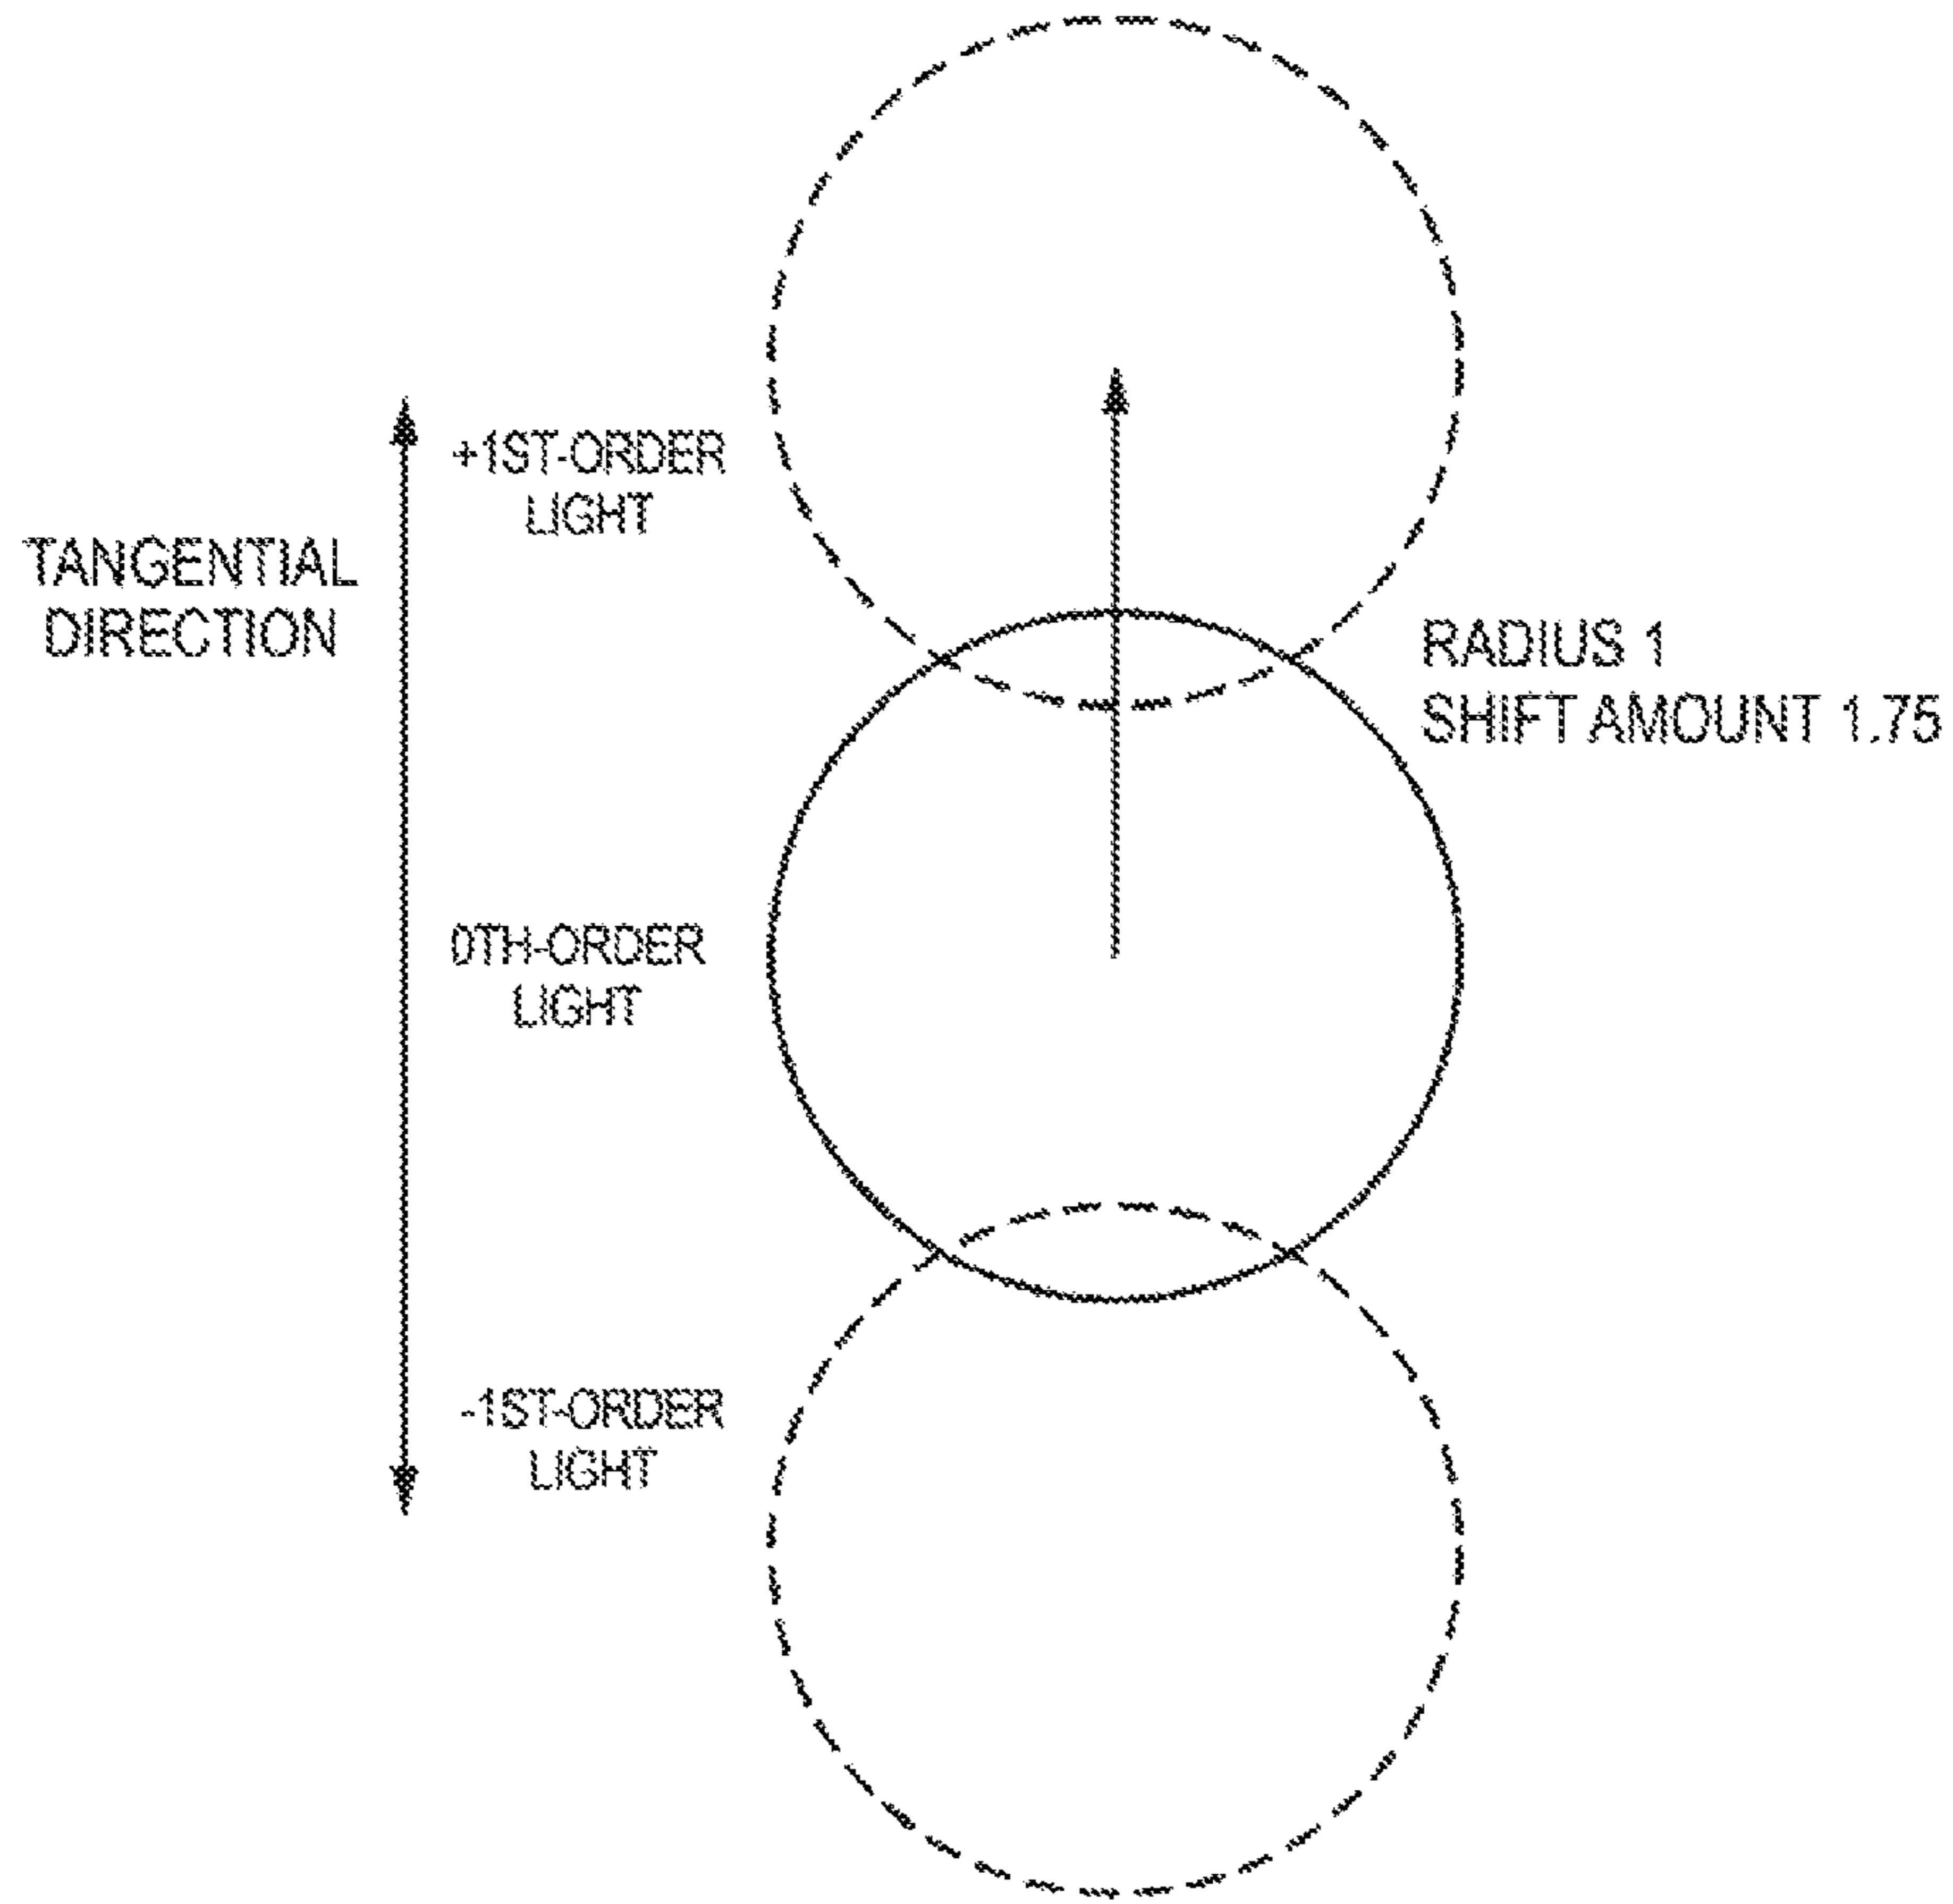 +1ST-ORDER
LIGHT
TANGENTIAL
DIRECTION
RADIUS 1
SHIFT AMOUNT 1.75
0TH-ORDER
LIGHT
-1ST-ORDER
LIGHT